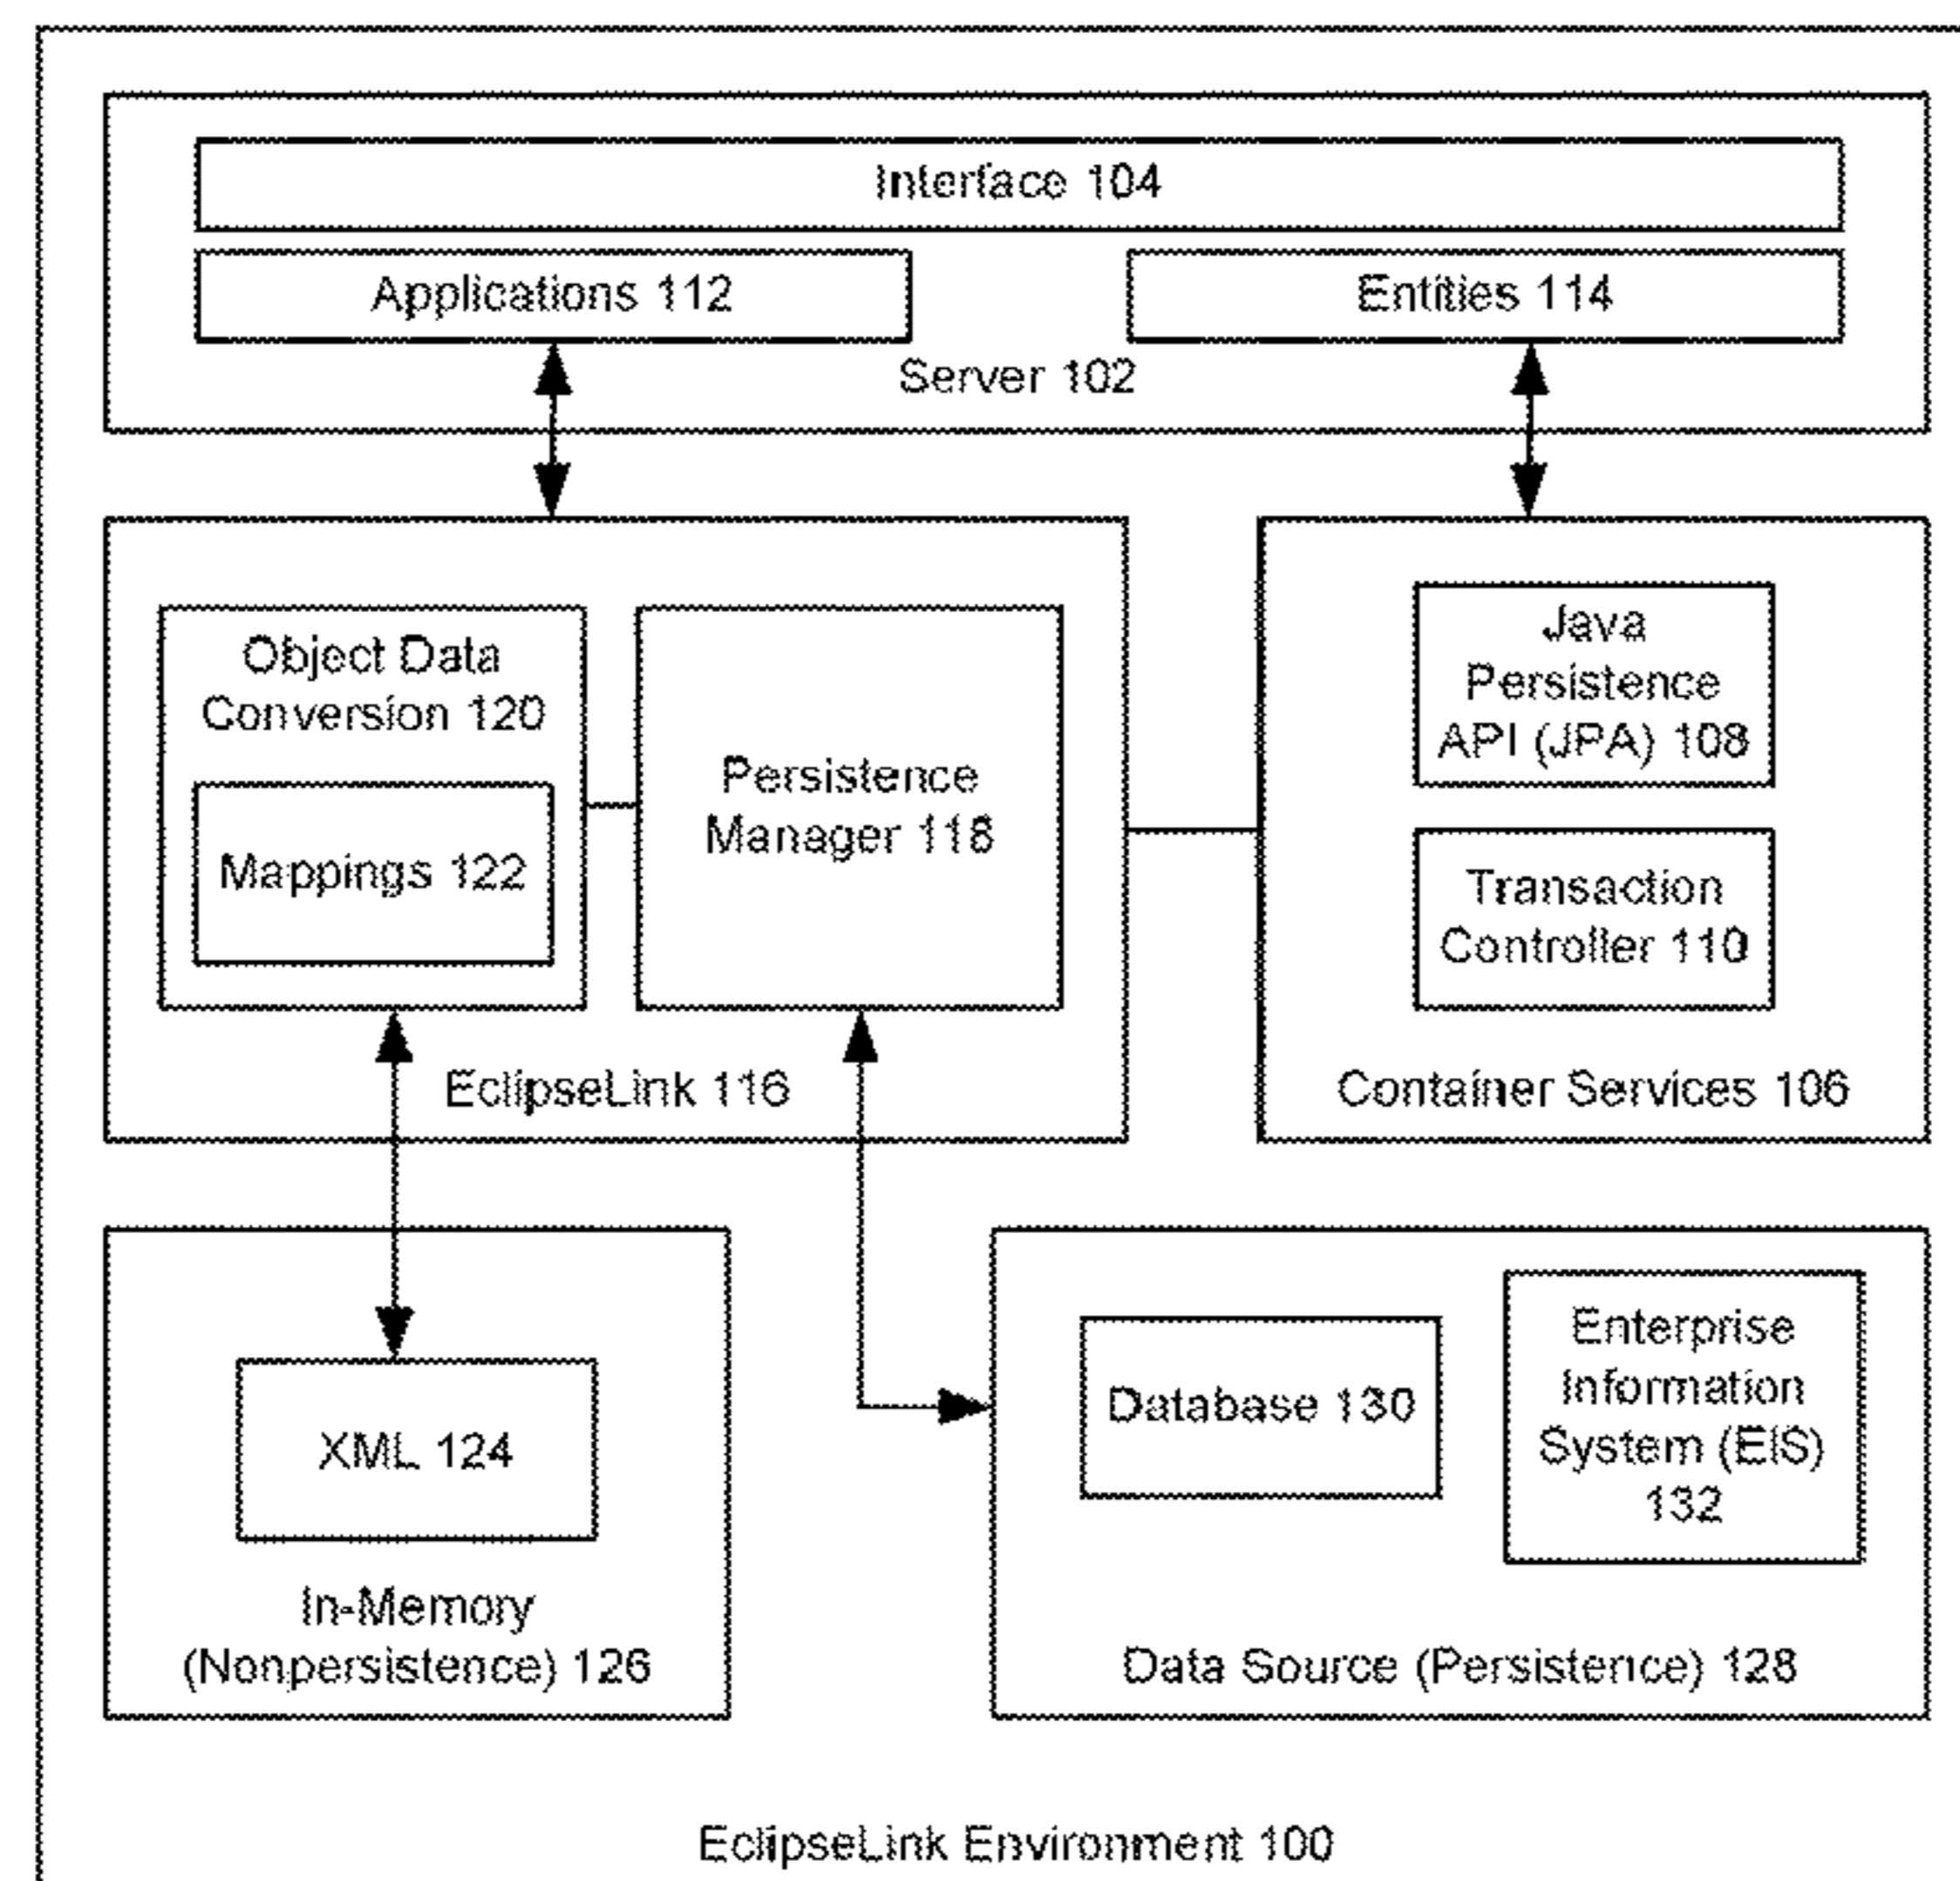 Interface 104
Applications 112
Entities 114
Server 102
Object Data
Conversion 120
Mappings 122
Persistence
Manager 118
EclipseLink 116
Java
Persistence
API (JPA) 108
Transaction
Controller 110
Container Services 106
XML 124
In-Memory
(Nonpersistence) 126
Database 130
Enterprise
Information
System (EIS)
132
Data Source (Persistence) 128
EclipseLink Environment 100